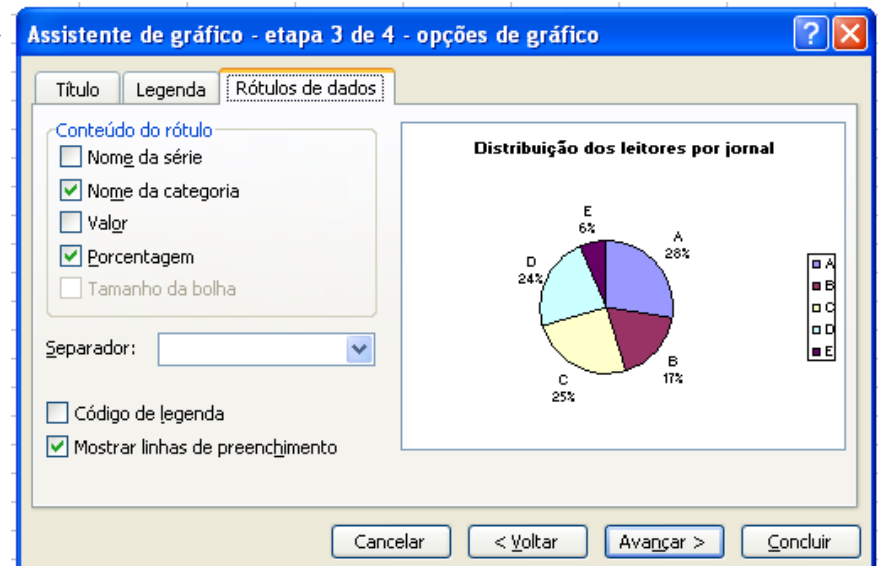 Assistente de gráfico - etapa 3 de 4 - opções de gráfico
Título
Legenda
Rótulos de dados
Conteúdo do rótulo
Nome da série
Nome da categoria
Valor
Porcentagem
Tamanho da bolha
Separador:
Código de legenda
Mostrar linhas de preenchimento
Distribuição dos leitores por jornal
E
6%
A
28%
D
24%
B
17%
C
25%
A
B
C
D
E
Cancelar
< Voltar
Avançar >
Concluir